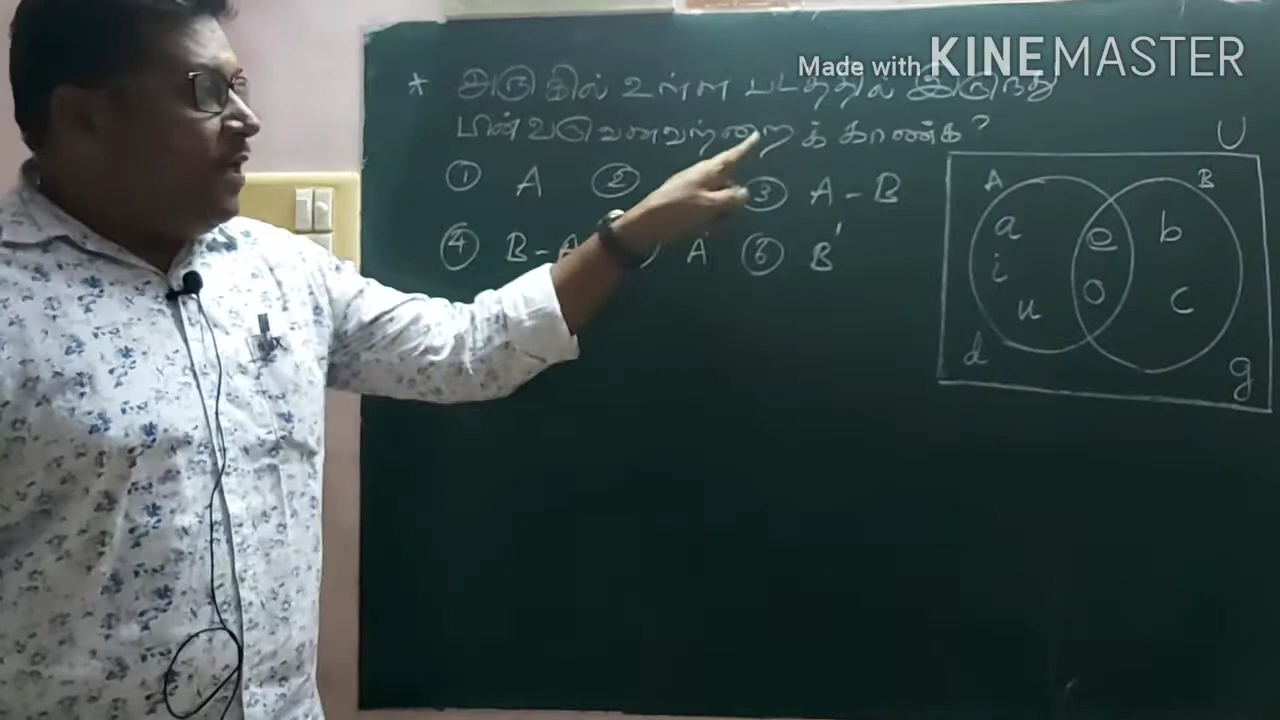 Made with KINEMASTER
* அருகில் உள்ள படத்தில் இருந்து
பின்வருவனவற்றைக் காண்க?
① A ② ③ A - B
④ B - A A' ⑥ B'
U
A B
a e b
i o c
u
d g